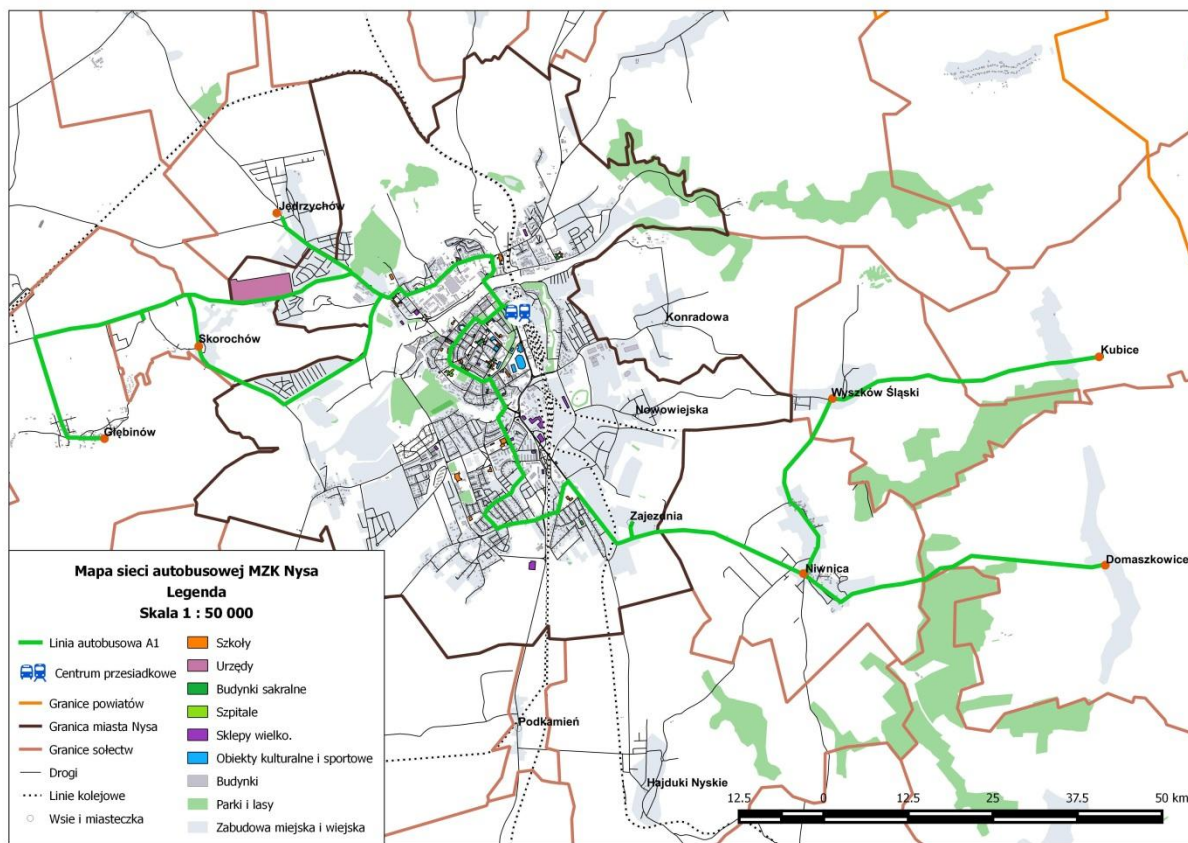 Jędrzychów
Skorochów
Głębinów
Konradowa
Nowowiejska
Wyszków Śląski
Kubice
Zajezdnia
Niwnica
Domaszkowice
Podkamień
Hajduki Nyskie
Mapa sieci autobusowej MZK Nysa
Legenda
Skala 1 : 50 000
Linia autobusowa A1
Centrum przesiadkowe
Granice powiatów
Granica miasta Nysa
Granice sołectw
Drogi
Linie kolejowe
Wsie i miasteczka
Szkoły
Urzędy
Budynki sakralne
Szpitale
Sklepy wielko.
Obiekty kulturalne i sportowe
Budynki
Parki i lasy
Zabudowa miejska i wiejska
12.5 0 12.5 25 37.5 50 km